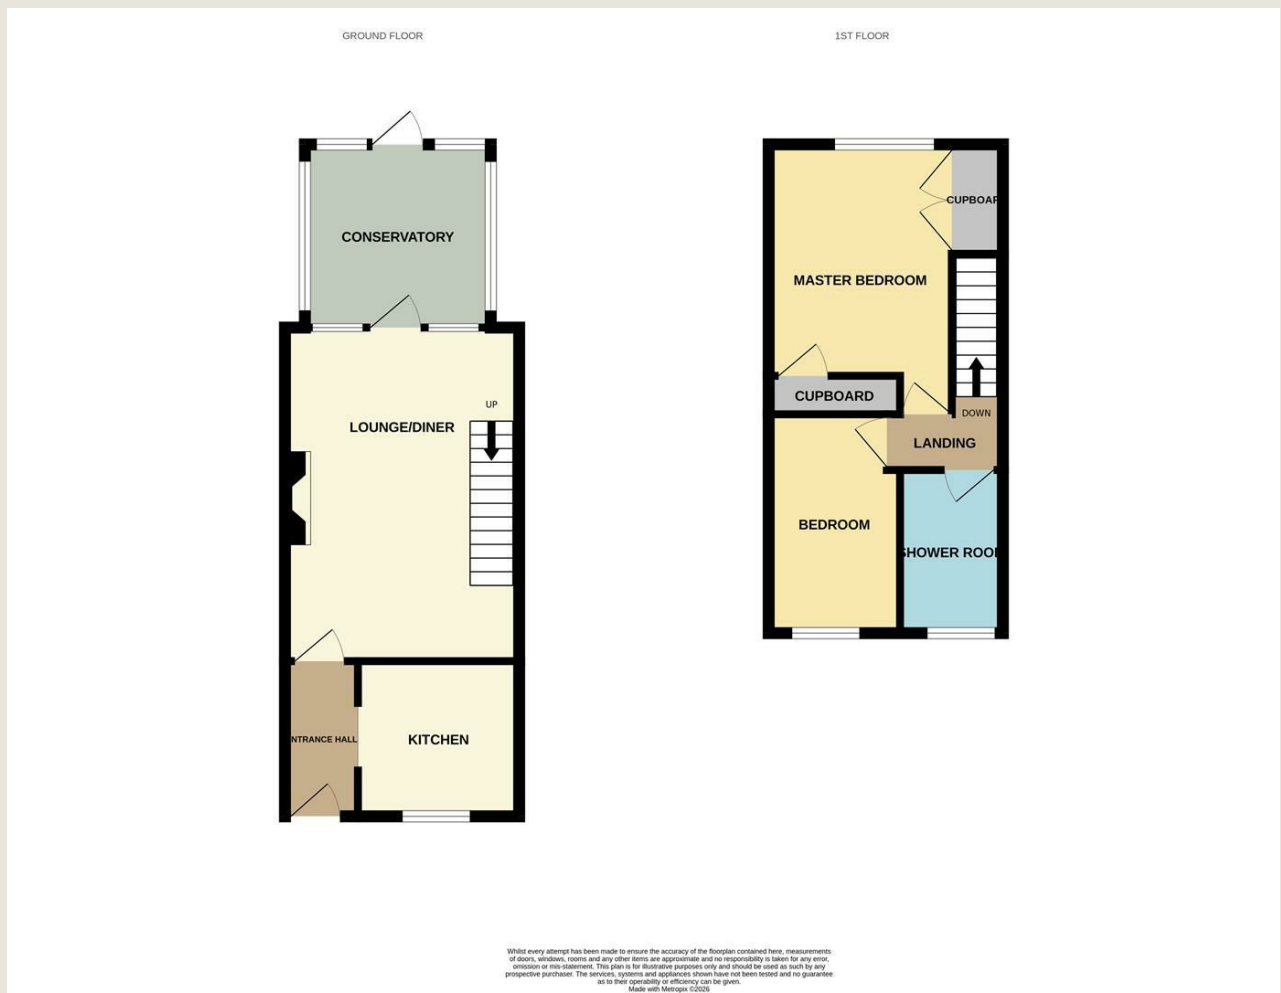 GROUND FLOOR
1ST FLOOR
CONSERVATORY
LOUNGE/DINER
UP
NTRANCE HALL
KITCHEN
CUPBOAR
MASTER BEDROOM
CUPBOARD
DOWN
LANDING
BEDROOM
SHOWER ROO
Whilst every attempt has been made to ensure the accuracy of the floorplan contained here, measurements
of doors, windows, rooms and any other items are approximate and no responsibility is taken for any error,
omission or mis-statement. This plan is for illustrative purposes only and should be used as such by any
prospective purchaser. The services, systems and appliances shown have not been tested and no guarantee
as to their operability or efficiency can be given.
Made with Metropix ©2026